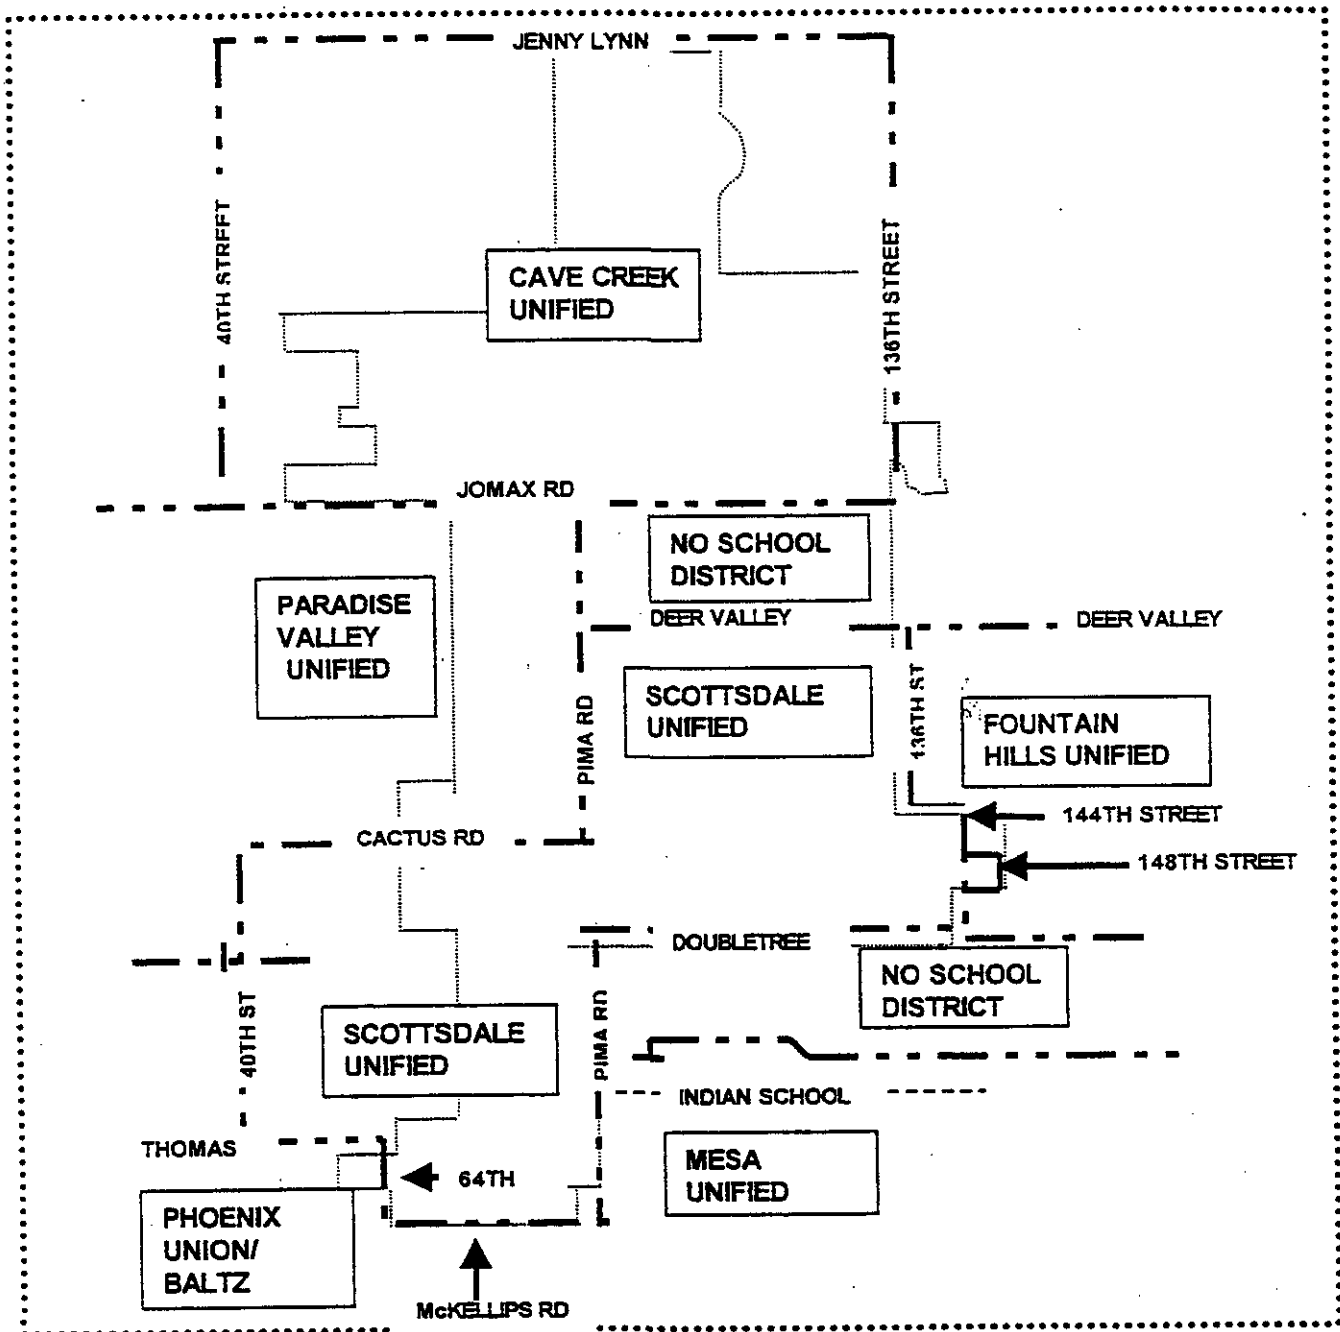 JENNY LYNN
40TH STREET
136TH STREET
CAVE CREEK
UNIFIED
JOMAX RD
NO SCHOOL
DISTRICT
PARADISE
VALLEY
UNIFIED
DEER VALLEY
DEER VALLEY
SCOTTSDALE
UNIFIED
PIMA RD
136TH ST
FOUNTAIN
HILLS UNIFIED
144TH STREET
CACTUS RD
148TH STREET
DOUBLETREE
NO SCHOOL
DISTRICT
40TH ST
SCOTTSDALE
UNIFIED
PIMA RD
INDIAN SCHOOL
THOMAS
64TH
MESA
UNIFIED
PHOENIX
UNION/
BALTZ
McKELLIPS RD